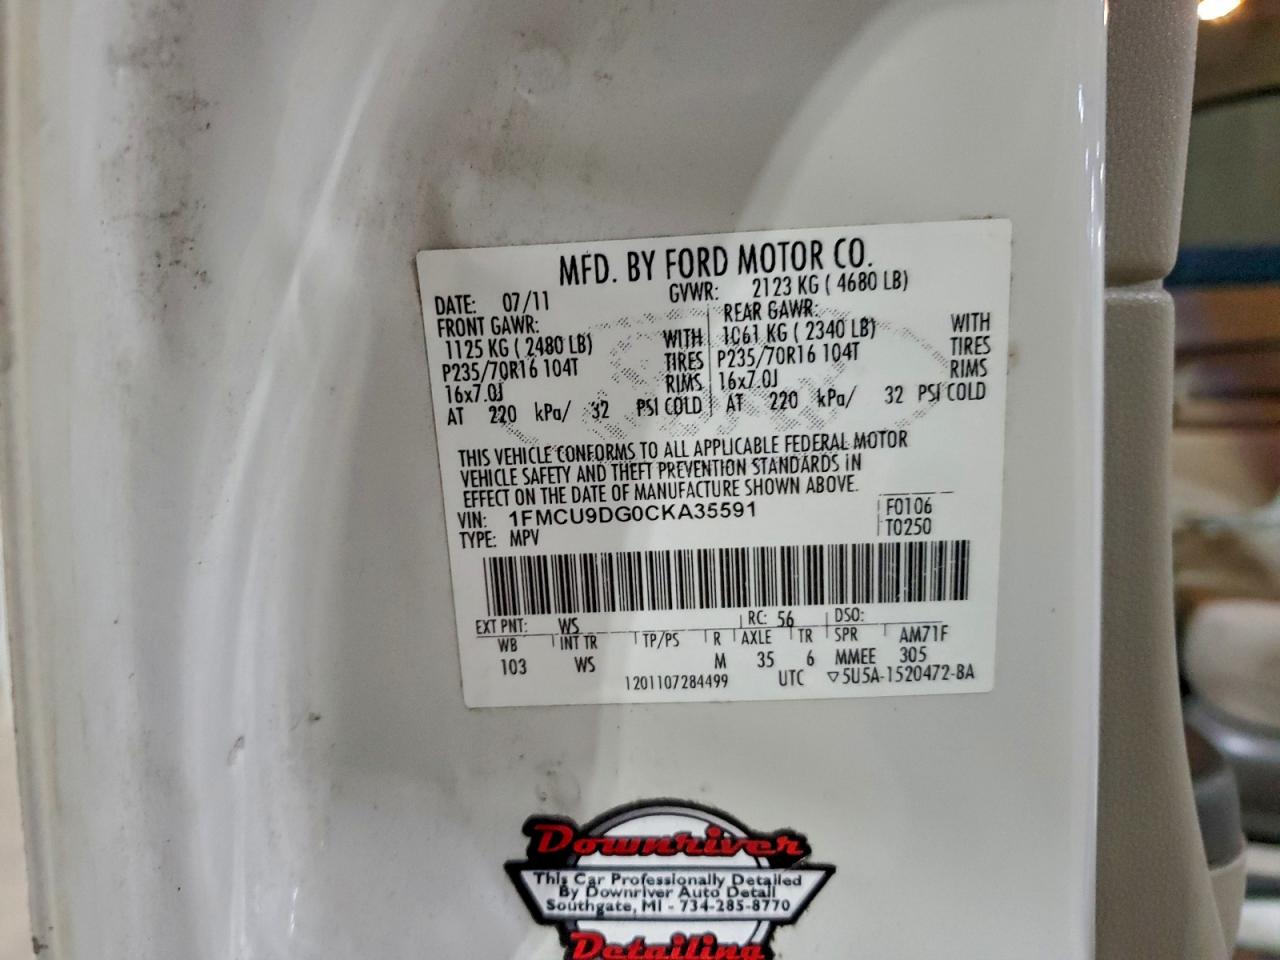 MFD. BY FORD MOTOR CO.
DATE: 07/11 GVWR: 2123 KG ( 4680 LB)
FRONT GAWR: REAR GAWR:
1125 KG ( 2480 LB) WITH 1061 KG ( 2340 LB) WITH
P235/70R16 104T TIRES P235/70R16 104T TIRES
16x7.0J RIMS 16x7.0J RIMS
AT 220 kPa/ 32 PSI COLD AT 220 kPa/ 32 PSI COLD
THIS VEHICLE CONFORMS TO ALL APPLICABLE FEDERAL MOTOR
VEHICLE SAFETY AND THEFT PREVENTION STANDARDS IN
EFFECT ON THE DATE OF MANUFACTURE SHOWN ABOVE.
VIN: 1FMCU9DG0CKA35591 F0106
TYPE: MPV T0250
EXT PNT: WS RC: 56 DSO:
WB INT TR TP/PS R AXLE TR SPR AM71F
103 WS M 35 6 MMEE 305
1201107284499 UTC ▽5U5A-1520472-BA
Downriver
This Car Professionally Detailed
By Downriver Auto Detail
Southgate, MI - 734-285-8770
Detailing